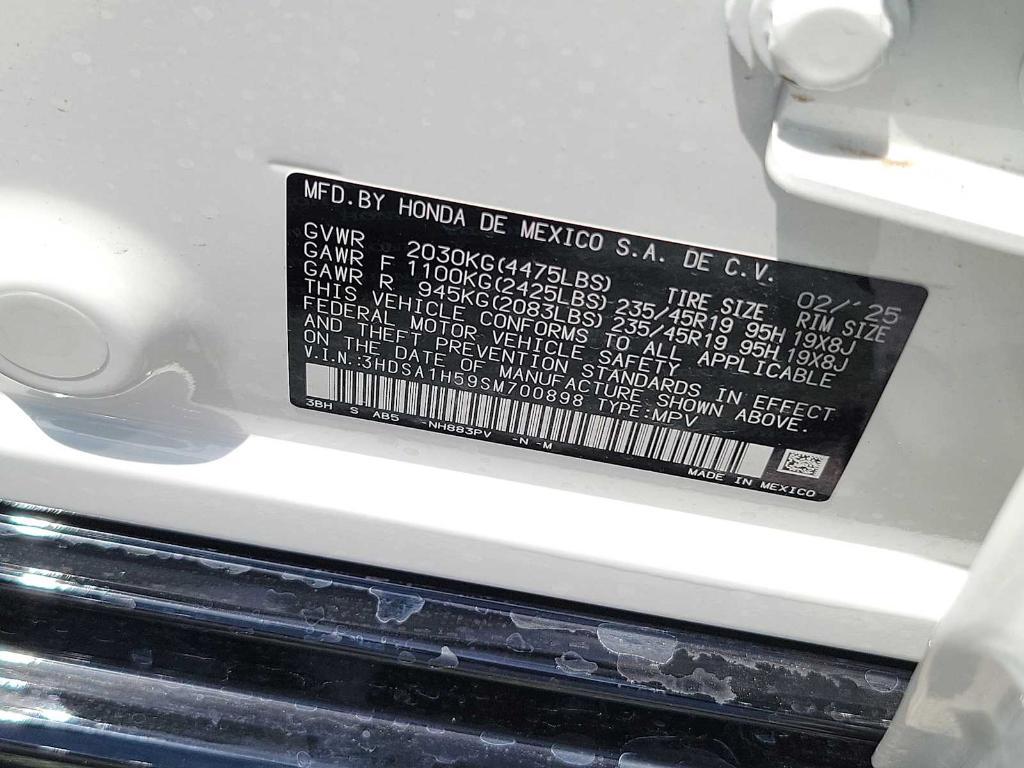 MFD.BY HONDA DE MEXICO S.A. DE C.V.
02/'25
GVWR 2030KG(4475LBS) TIRE SIZE RIM SIZE
GAWR F 1100KG(2425LBS) 235/45R19 95H 19X8J
GAWR R 945KG(2083LBS) 235/45R19 95H 19X8J
THIS VEHICLE CONFORMS TO ALL APPLICABLE
FEDERAL MOTOR VEHICLE SAFETY
AND THEFT PREVENTION STANDARDS IN EFFECT
ON THE DATE OF MANUFACTURE SHOWN ABOVE.
V.I.N.:3HDSA1H59SM700898 TYPE:MPV
3BH S AB5 -NH883PV -N -M
MADE IN MEXICO